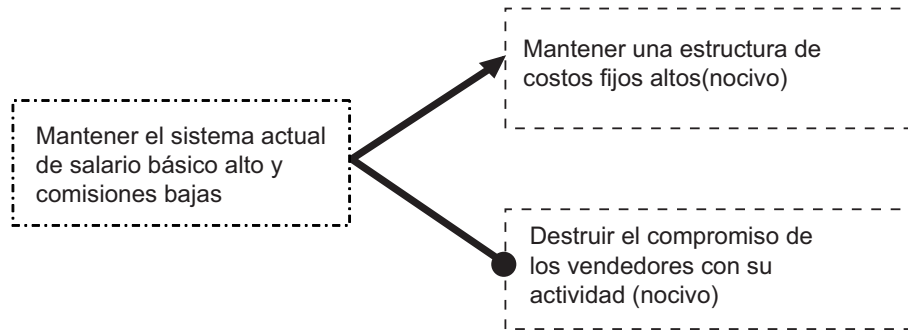 Mantener una estructura de
costos fijos altos(nocivo)
Mantener el sistema actual
de salario básico alto y
comisiones bajas
Destruir el compromiso de
los vendedores con su
actividad (nocivo)